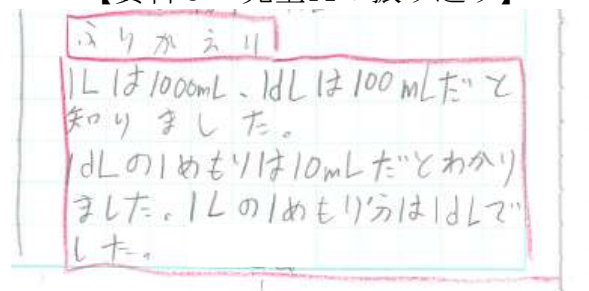 ふりかえり
1Lは1000mL、1dLは100mLだと
知りました。
1dLの1めもりは10mLだとわかり
ました。1Lの1めもり分は1dLで
した。